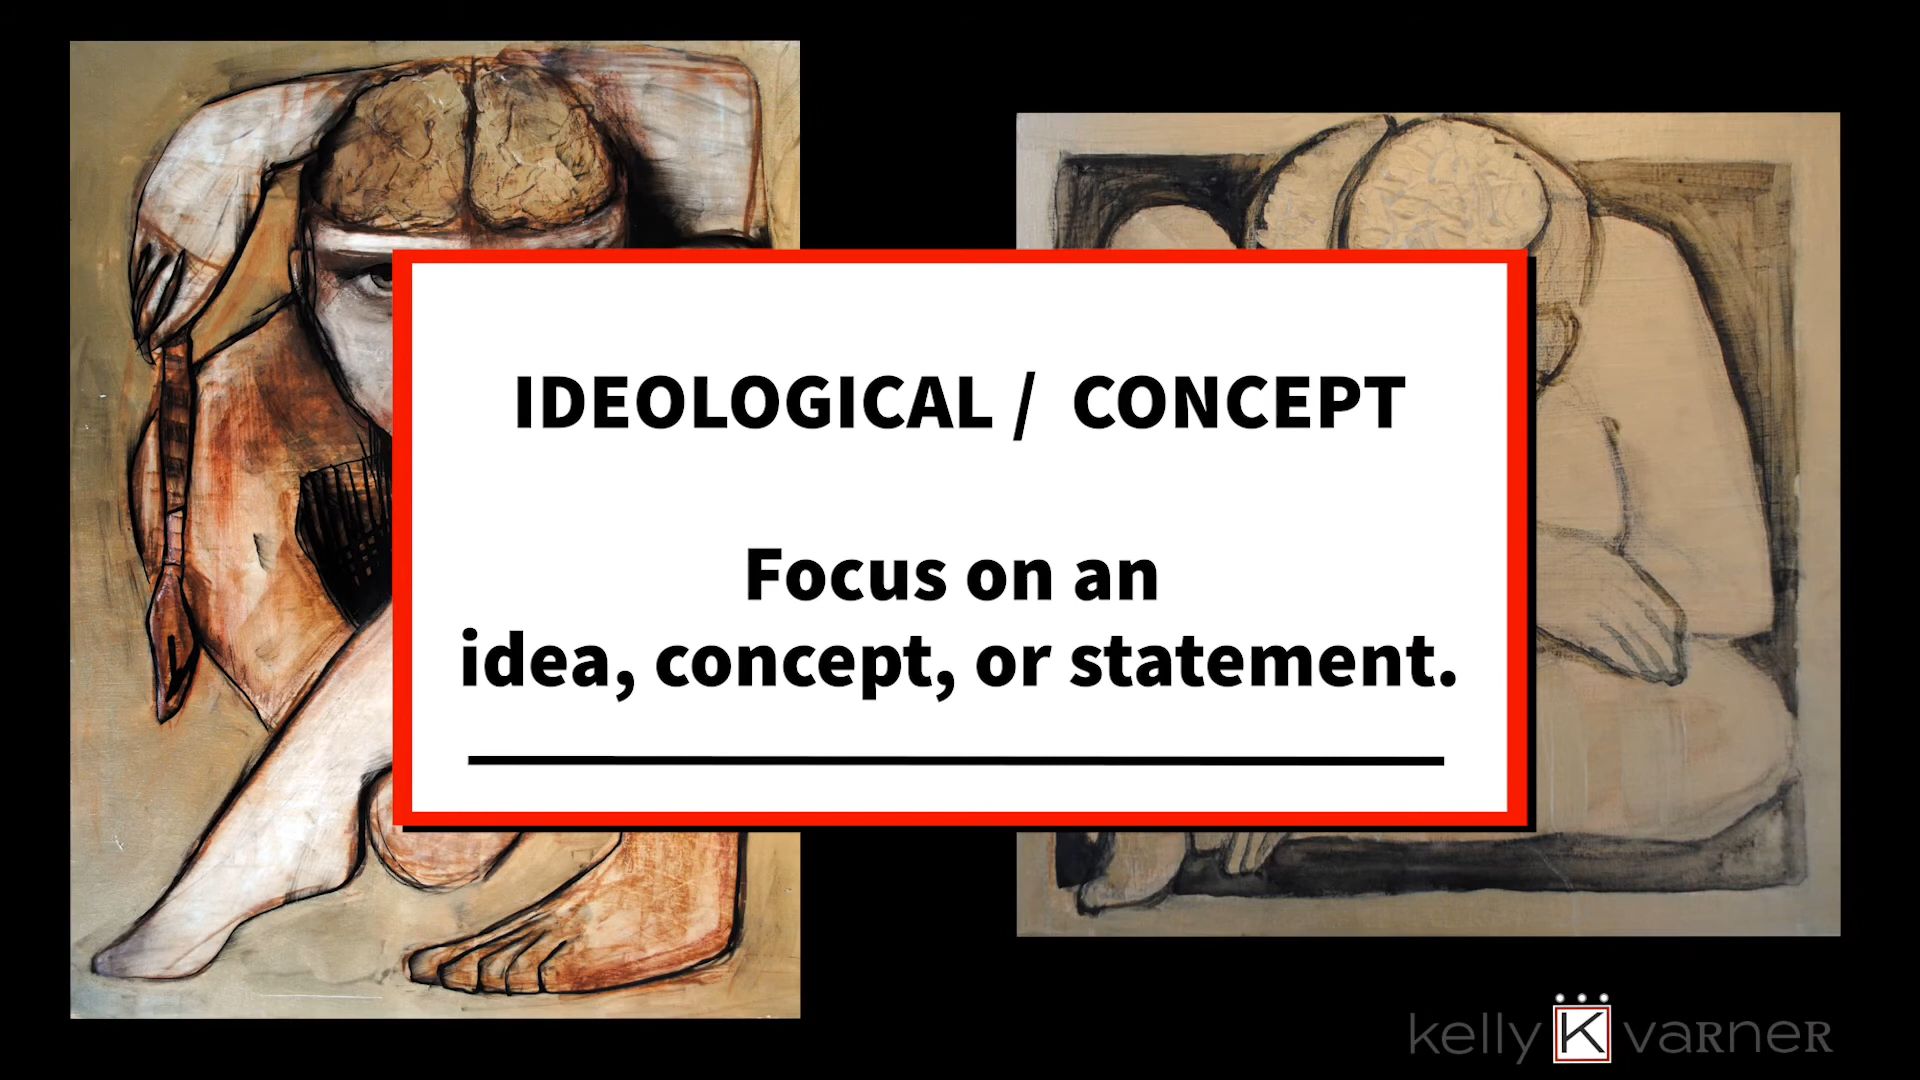 IDEOLOGICAL / CONCEPT
Focus on an
idea, concept, or statement.
kelly K varner